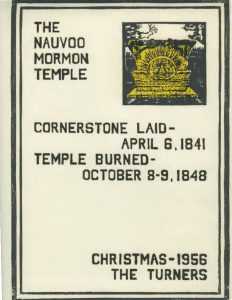 THE
NAUVOO
MORMON
TEMPLE
CORNERSTONE LAID-
APRIL 6, 1841
TEMPLE BURNED-
OCTOBER 8-9, 1848
CHRISTMAS-1956
THE TURNERS